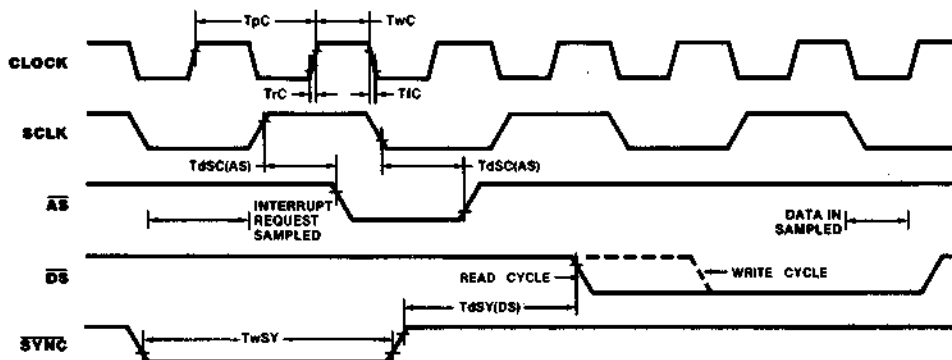 TpC TwC
CLOCK
TrC TfC
SCLK
TdSC(AS) TdSC(AS)
AS
INTERRUPT
REQUEST
SAMPLED
DATA IN
SAMPLED
DS
READ CYCLE WRITE CYCLE
TdSY(DS)
SYNC
TwSY